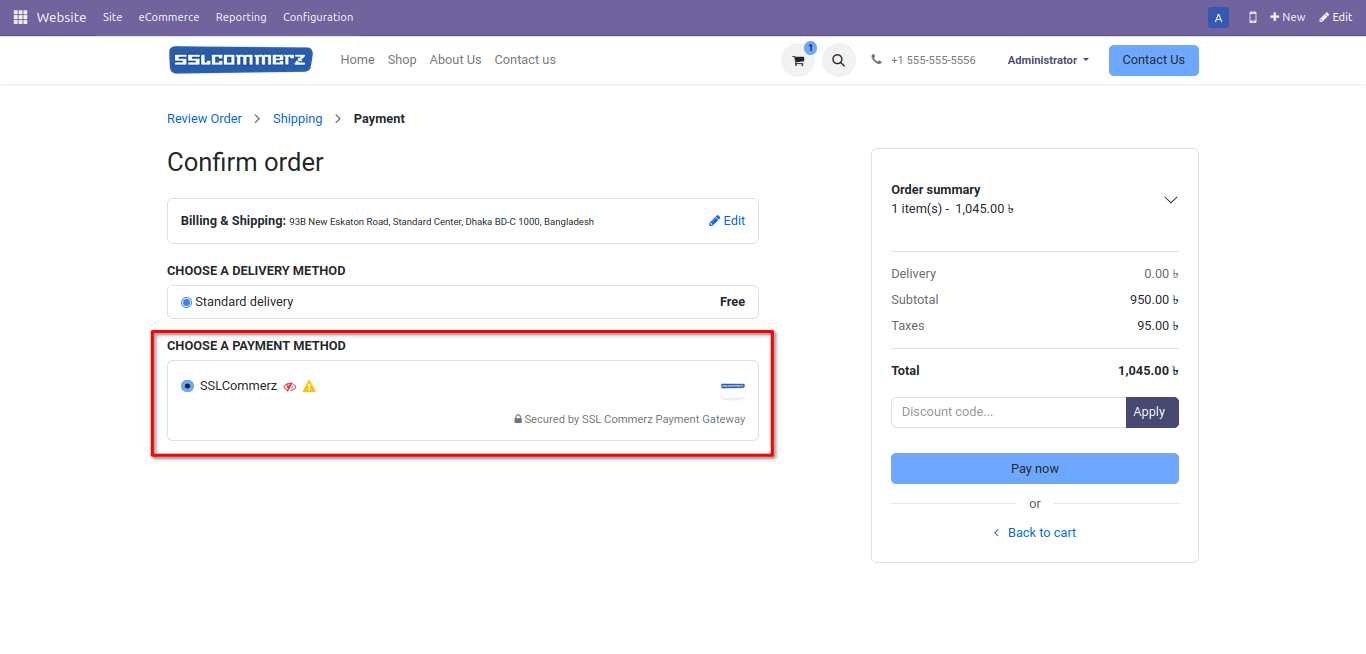 Website Site eCommerce Reporting Configuration A New Edit
SSLCOMMERZ Home Shop About Us Contact us 1 +1 555-555-5556 Administrator Contact Us
Review Order > Shipping > Payment
Confirm order
Billing & Shipping: 93B New Eskaton Road, Standard Center, Dhaka BD-C 1000, Bangladesh Edit
CHOOSE A DELIVERY METHOD
Standard delivery Free
CHOOSE A PAYMENT METHOD
SSLCommerz SSLCOMMERZ
Secured by SSL Commerz Payment Gateway
Order summary
1 item(s) - 1,045.00 ৳
Delivery 0.00 ৳
Subtotal 950.00 ৳
Taxes 95.00 ৳
Total 1,045.00 ৳
Discount code... Apply
Pay now
or
Back to cart